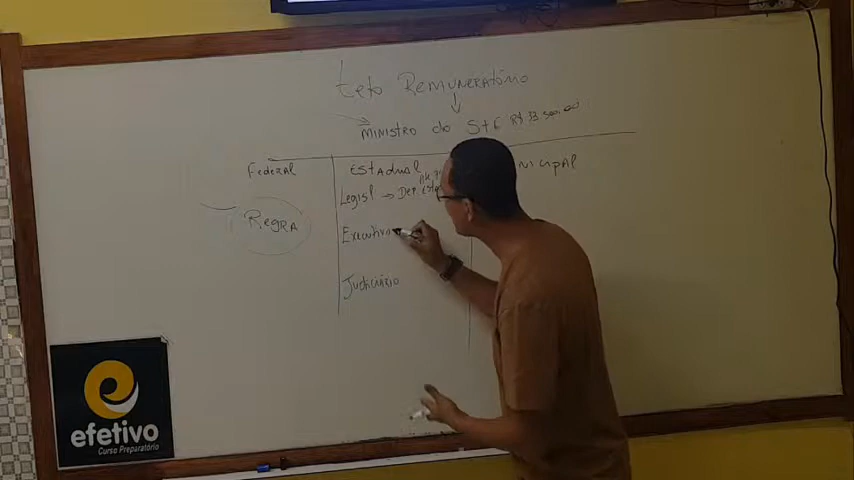 teto Remuneratório
Ministro do STF R$ 33
Federal Estadual
Legisl → Dep. Est
Regra
Executivo
Judiciário
efetivo
Curso Preparatório